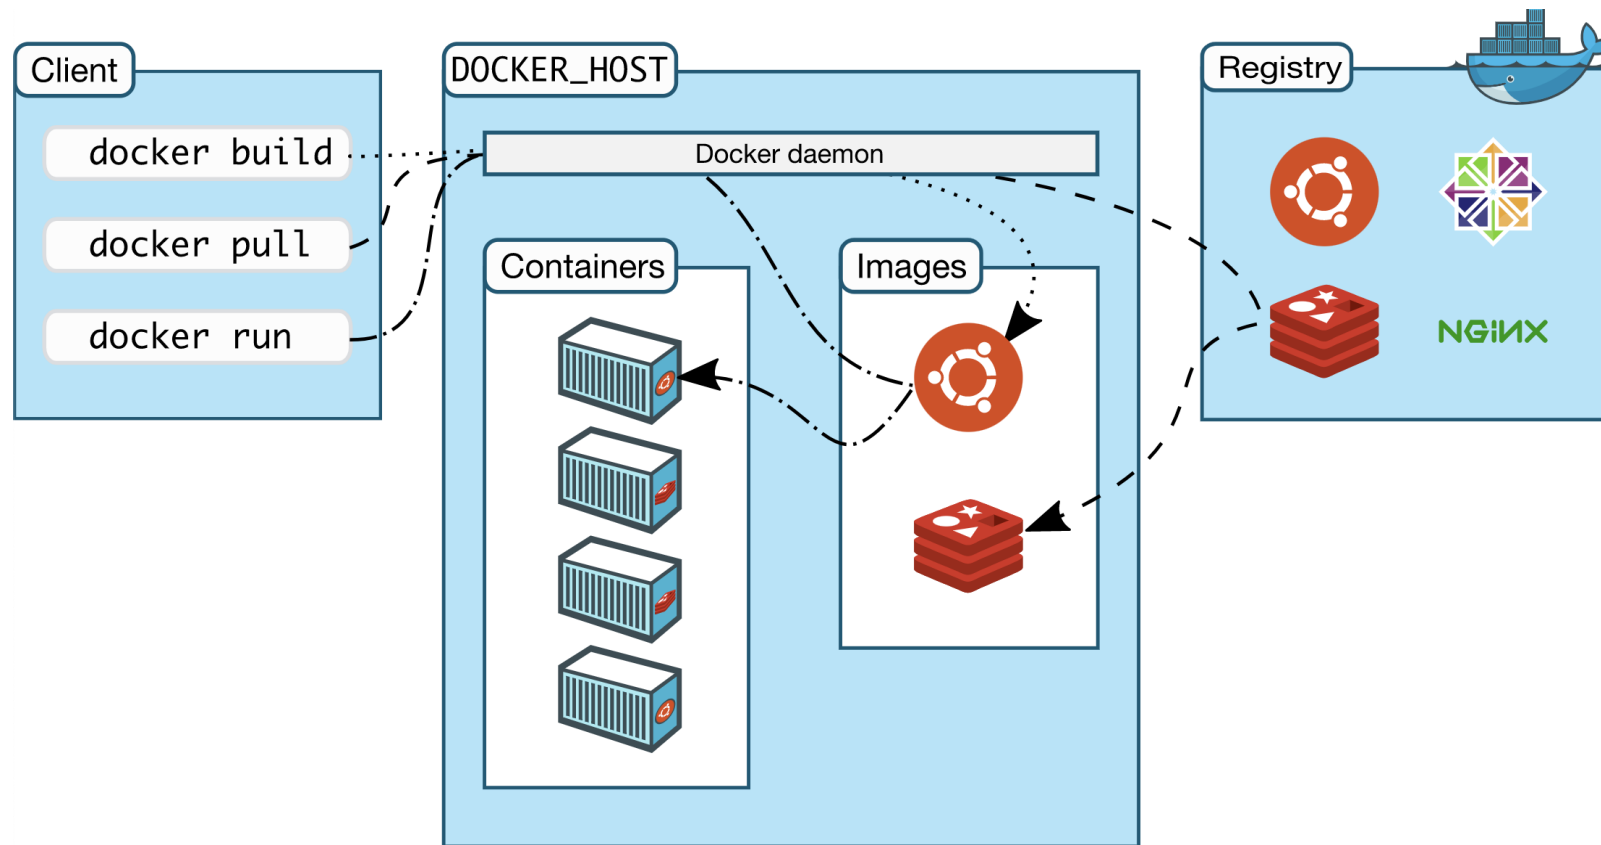 Client
docker build
docker pull
docker run
DOCKER_HOST
Docker daemon
Containers
Images
Registry
NGiNX